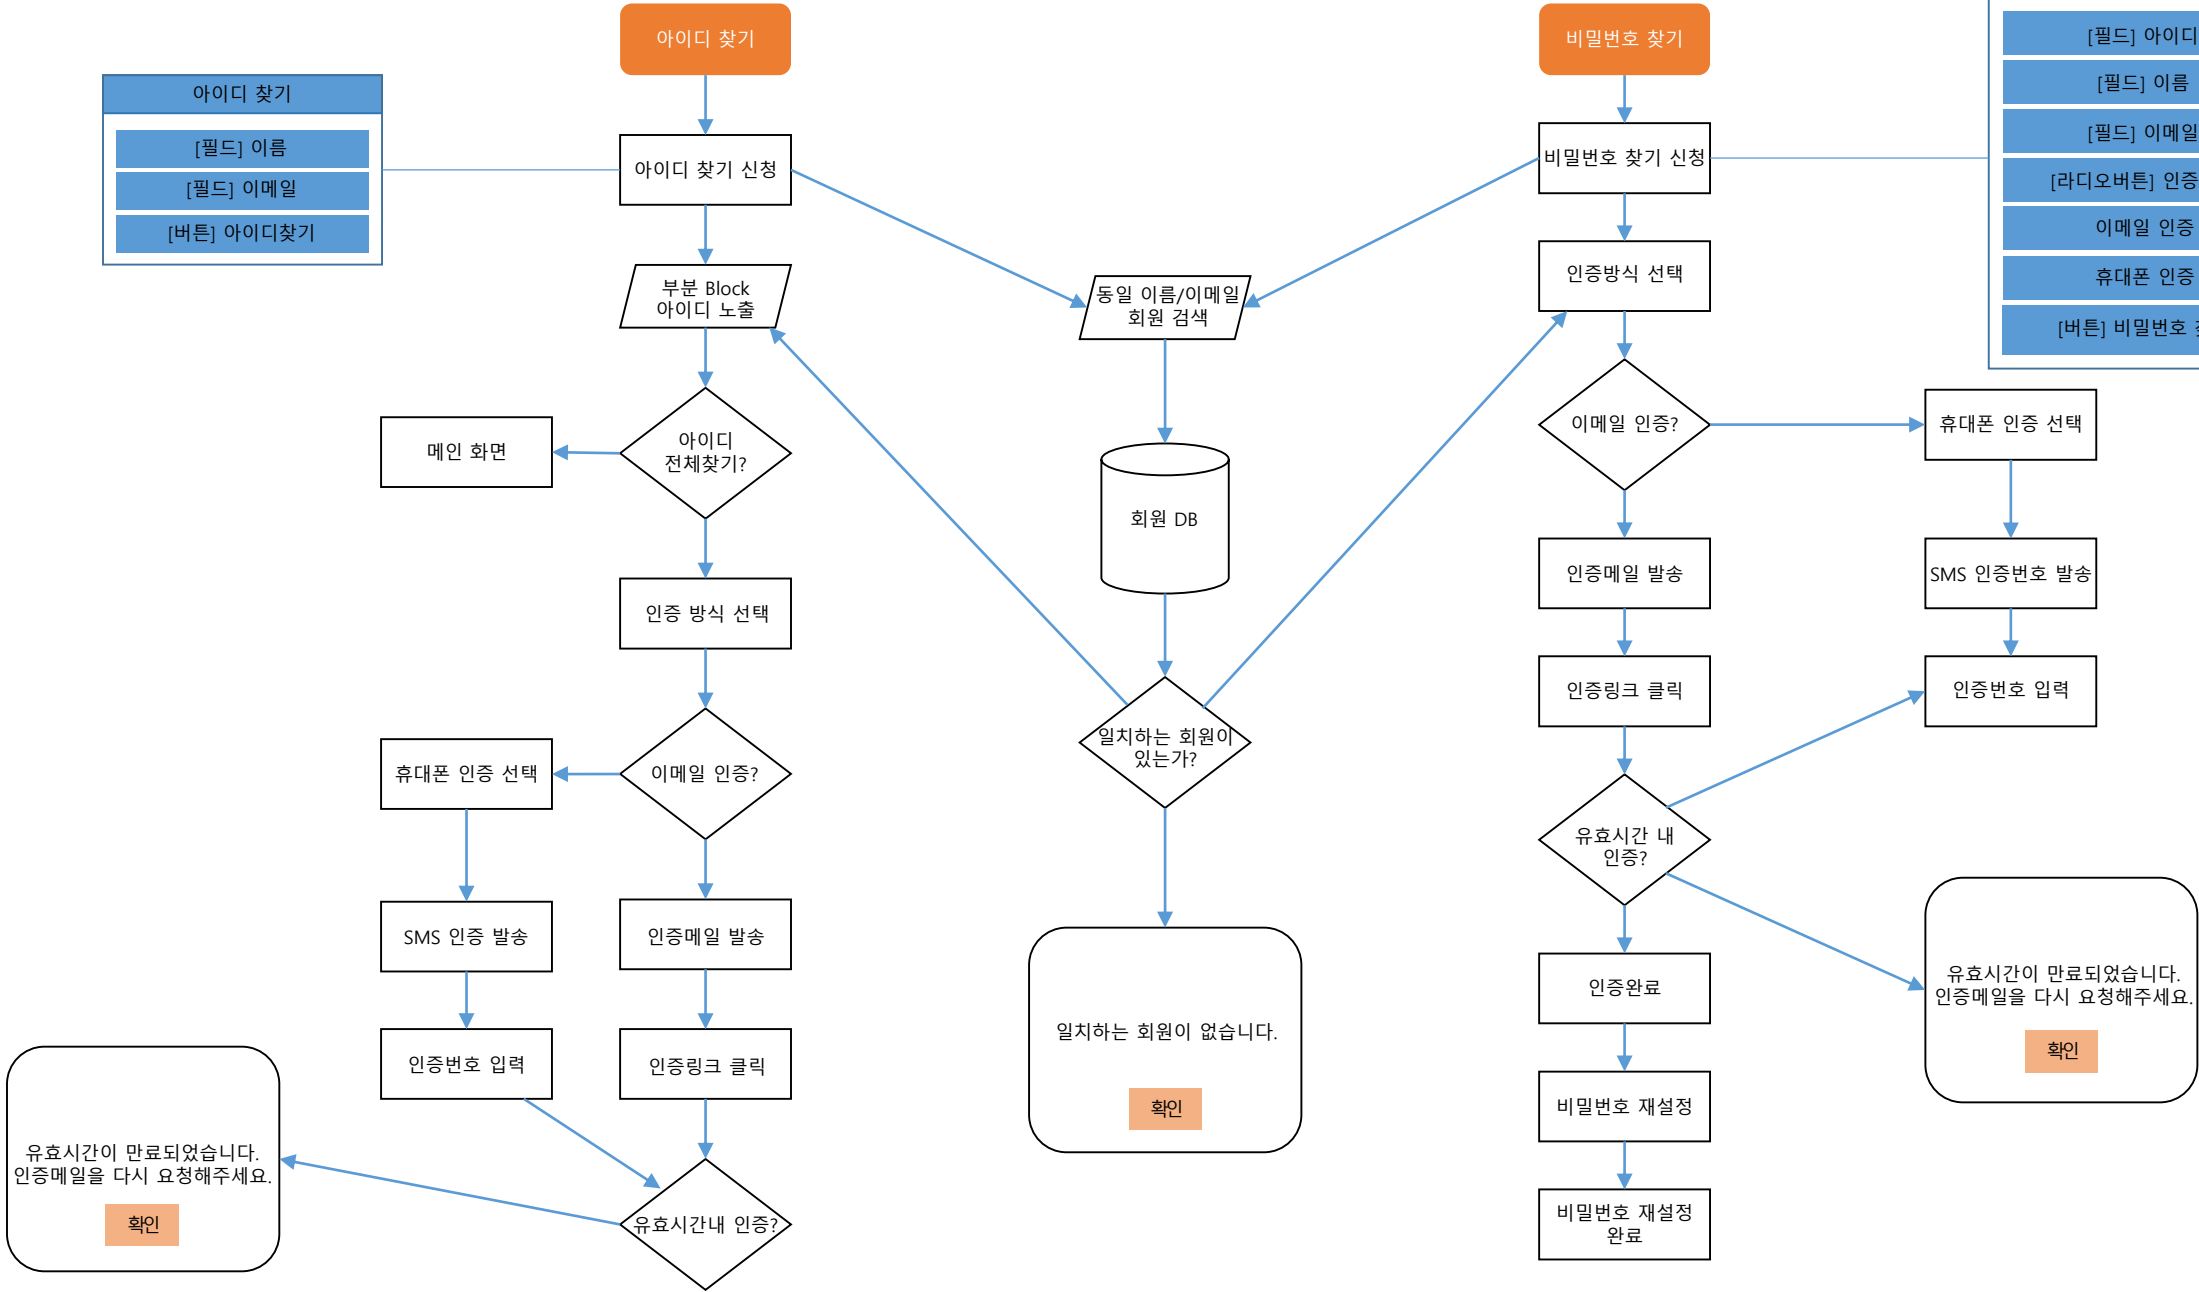 아이디 찾기
아이디 찾기
[필드] 이름
[필드] 이메일
[버튼] 아이디찾기
아이디 찾기 신청
부분 Block
아이디 노출
아이디
전체찾기?
메인 화면
인증 방식 선택
이메일 인증?
휴대폰 인증 선택
SMS 인증 발송
인증메일 발송
인증번호 입력
인증링크 클릭
유효시간내 인증?
유효시간이 만료되었습니다.
인증메일을 다시 요청해주세요.
확인
동일 이름/이메일
회원 검색
회원 DB
일치하는 회원이
있는가?
일치하는 회원이 없습니다.
확인
비밀번호 찾기
비밀번호 찾기 신청
[필드] 아이디
[필드] 이름
[필드] 이메일
[라디오버튼] 인증
이메일 인증
휴대폰 인증
[버튼] 비밀번호
인증방식 선택
이메일 인증?
휴대폰 인증 선택
인증메일 발송
SMS 인증번호 발송
인증링크 클릭
인증번호 입력
유효시간 내
인증?
유효시간이 만료되었습니다.
인증메일을 다시 요청해주세요.
확인
인증완료
비밀번호 재설정
비밀번호 재설정
완료